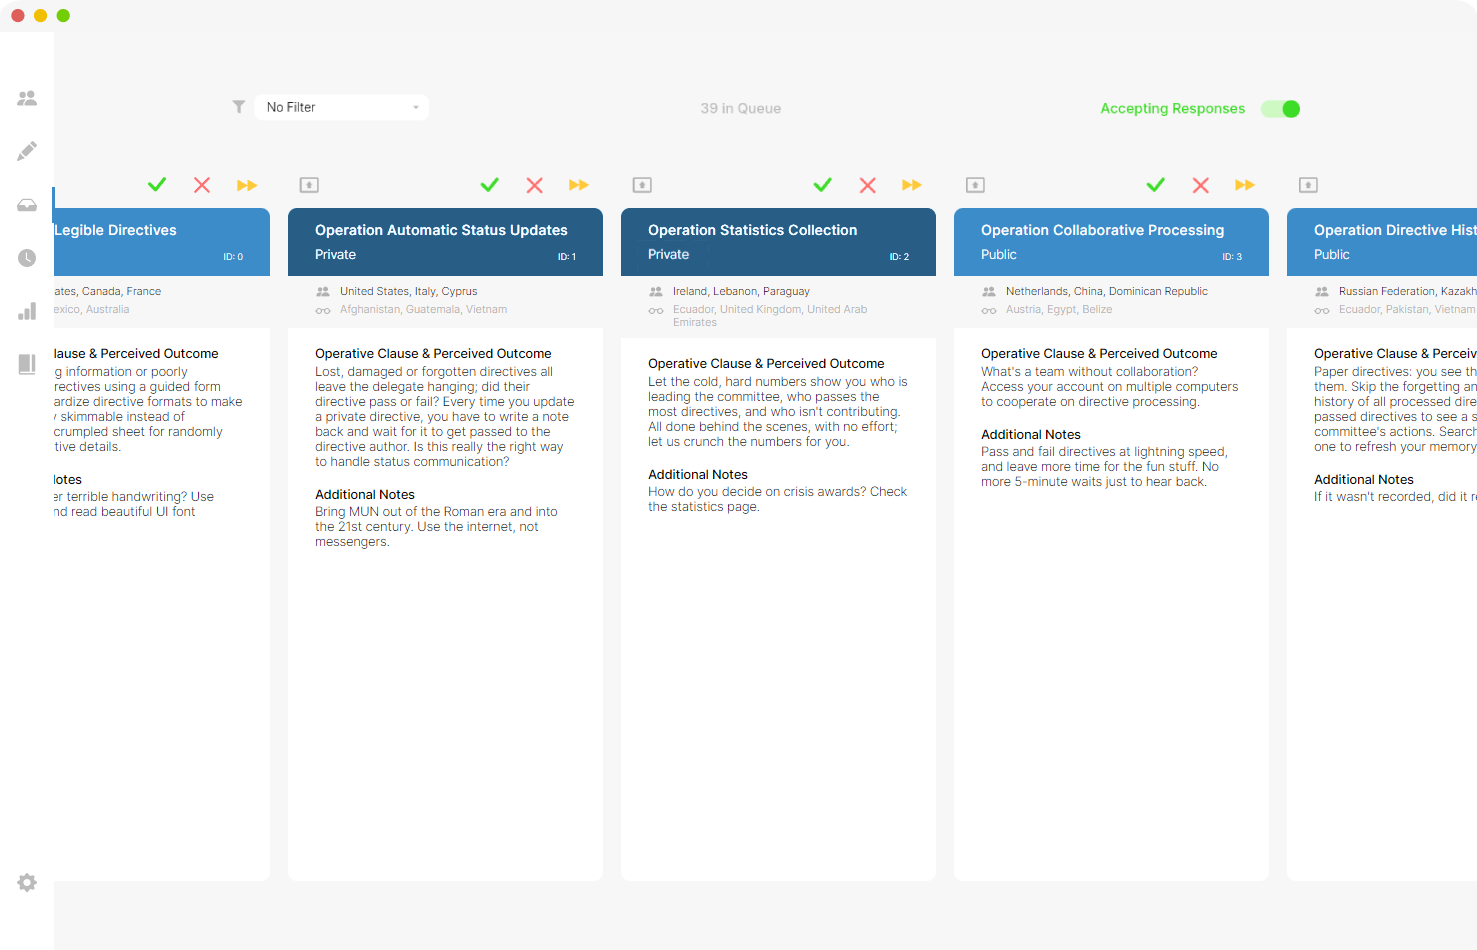 No Filter
39 in Queue
Accepting Responses
Legible Directives
ID: 0
ates, Canada, France
exico, Australia
lause & Perceived Outcome
g information or poorly
rectives using a guided form
ardize directive formats to make
y skimmable instead of
crumpled sheet for randomly
tive details.
lotes
er terrible handwriting? Use
nd read beautiful UI font
Operation Automatic Status Updates
Private
ID: 1
United States, Italy, Cyprus
Afghanistan, Guatemala, Vietnam
Operative Clause & Perceived Outcome
Lost, damaged or forgotten directives all
leave the delegate hanging; did their
directive pass or fail? Every time you update
a private directive, you have to write a note
back and wait for it to get passed to the
directive author. Is this really the right way
to handle status communication?
Additional Notes
Bring MUN out of the Roman era and into
the 21st century. Use the internet, not
messengers.
Operation Statistics Collection
Private
ID: 2
Ireland, Lebanon, Paraguay
Ecuador, United Kingdom, United Arab
Emirates
Operative Clause & Perceived Outcome
Let the cold, hard numbers show you who is
leading the committee, who passes the
most directives, and who isn't contributing.
All done behind the scenes, with no effort;
let us crunch the numbers for you.
Additional Notes
How do you decide on crisis awards? Check
the statistics page.
Operation Collaborative Processing
Public
ID: 3
Netherlands, China, Dominican Republic
Austria, Egypt, Belize
Operative Clause & Perceived Outcome
What's a team without collaboration?
Access your account on multiple computers
to cooperate on directive processing.
Additional Notes
Pass and fail directives at lightning speed,
and leave more time for the fun stuff. No
more 5-minute waits just to hear back.
Operation Directive Hist
Public
Russian Federation, Kazakh
Ecuador, Pakistan, Vietnam
Operative Clause & Perceiv
Paper directives: you see th
them. Skip the forgetting an
history of all processed dire
passed directives to see a s
committee's actions. Search
one to refresh your memory
Additional Notes
If it wasn't recorded, did it re